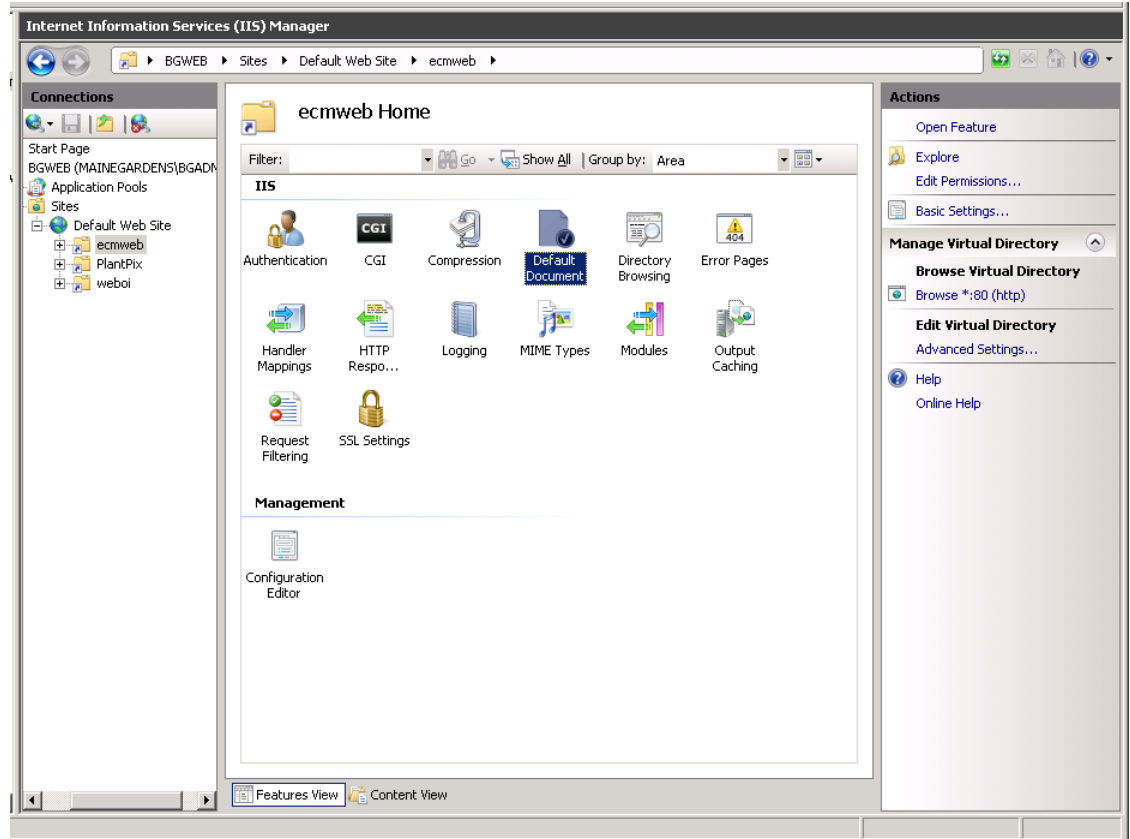 Internet Information Services (IIS) Manager
BGWEB Sites Default Web Site ecmweb
Connections
Start Page
BGWEB (MAINEGARDENS\BGADM
Application Pools
Sites
Default Web Site
ecmweb
PlantPix
weboi
ecmweb Home
Filter: Go Show All Group by: Area
IIS
Authentication
CGI
CGI
Compression
Default
Document
Directory
Browsing
404
Error Pages
Handler
Mappings
HTTP
Respo...
Logging
MIME Types
Modules
Output
Caching
Request
Filtering
SSL Settings
Management
Configuration
Editor
Features View Content View
Actions
Open Feature
Explore
Edit Permissions...
Basic Settings...
Manage Virtual Directory
Browse Virtual Directory
Browse *:80 (http)
Edit Virtual Directory
Advanced Settings...
Help
Online Help